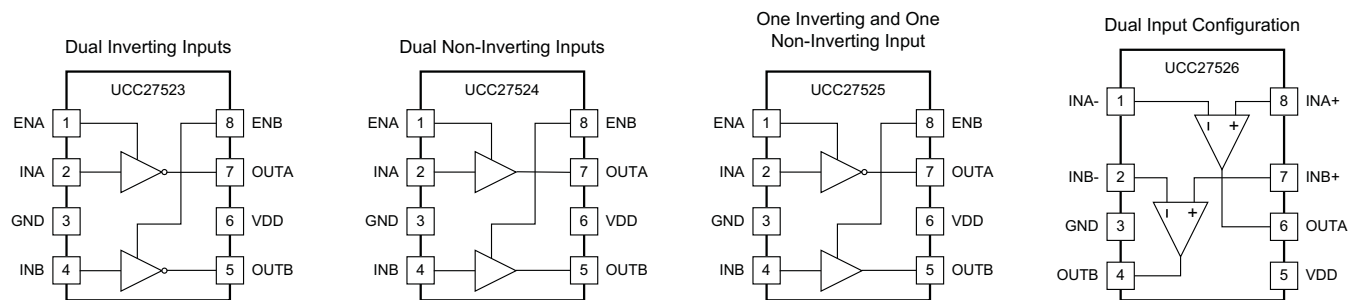 Dual Inverting Inputs
UCC27523
ENA 1 8 ENB
INA 2 7 OUTA
GND 3 6 VDD
INB 4 5 OUTB
Dual Non-Inverting Inputs
UCC27524
ENA 1 8 ENB
INA 2 7 OUTA
GND 3 6 VDD
INB 4 5 OUTB
One Inverting and One
Non-Inverting Input
UCC27525
ENA 1 8 ENB
INA 2 7 OUTA
GND 3 6 VDD
INB 4 5 OUTB
Dual Input Configuration
UCC27526
INA- 1 8 INA+
- +
INB- 2 7 INB+
- +
GND 3 6 OUTA
OUTB 4 5 VDD